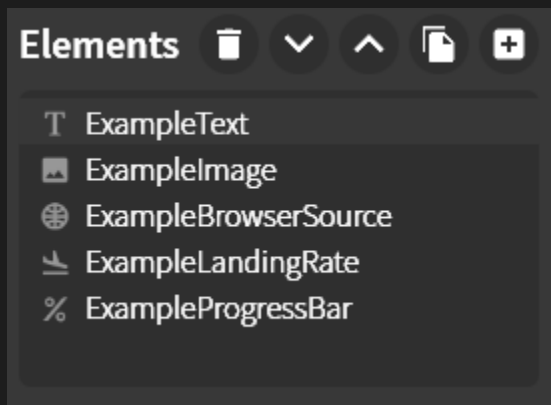 Elements
T ExampleText
ExampleImage
ExampleBrowserSource
ExampleLandingRate
% ExampleProgressBar